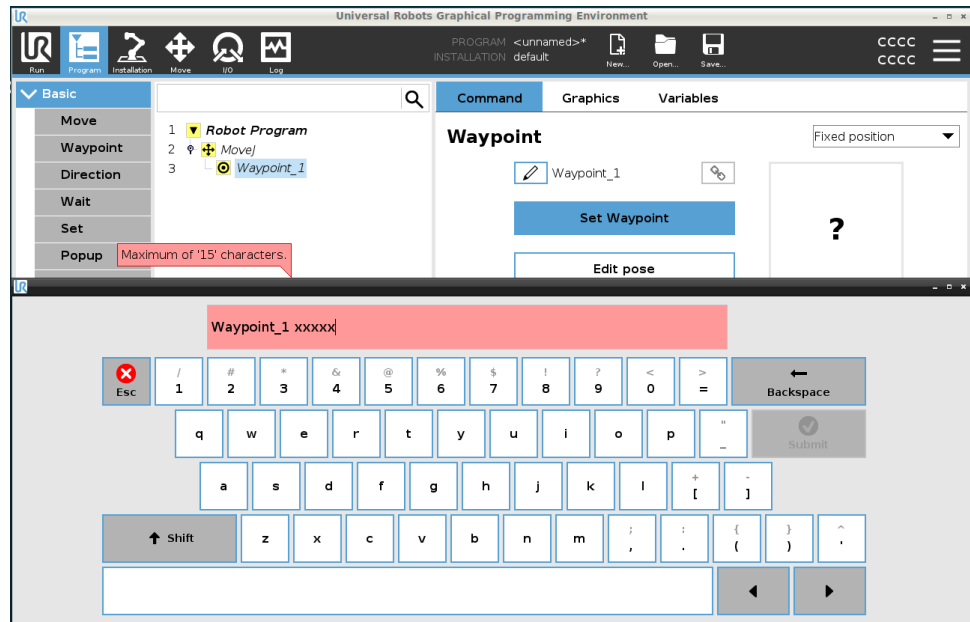 UR Universal Robots Graphical Programming Environment
UR
Run Program Installation Move I/O Log
PROGRAM <unnamed>*
INSTALLATION default
New... Open... Save...
cccc
cccc
Basic
Move
Waypoint
Direction
Wait
Set
Popup
1 Robot Program
2 MoveJ
3 Waypoint_1
Maximum of '15' characters.
Command Graphics Variables
Waypoint
Fixed position
Waypoint_1
Set Waypoint
?
Edit pose
UR
Waypoint_1 xxxxx
Esc
/ # * & @ % $ ! ? < >
1 2 3 4 5 6 7 8 9 0 =
Backspace
"
q w e r t y u i o p _
Submit
+ -
a s d f g h j k l [ ]
Shift
; : { } ^
z x c v b n m , . ( ) '